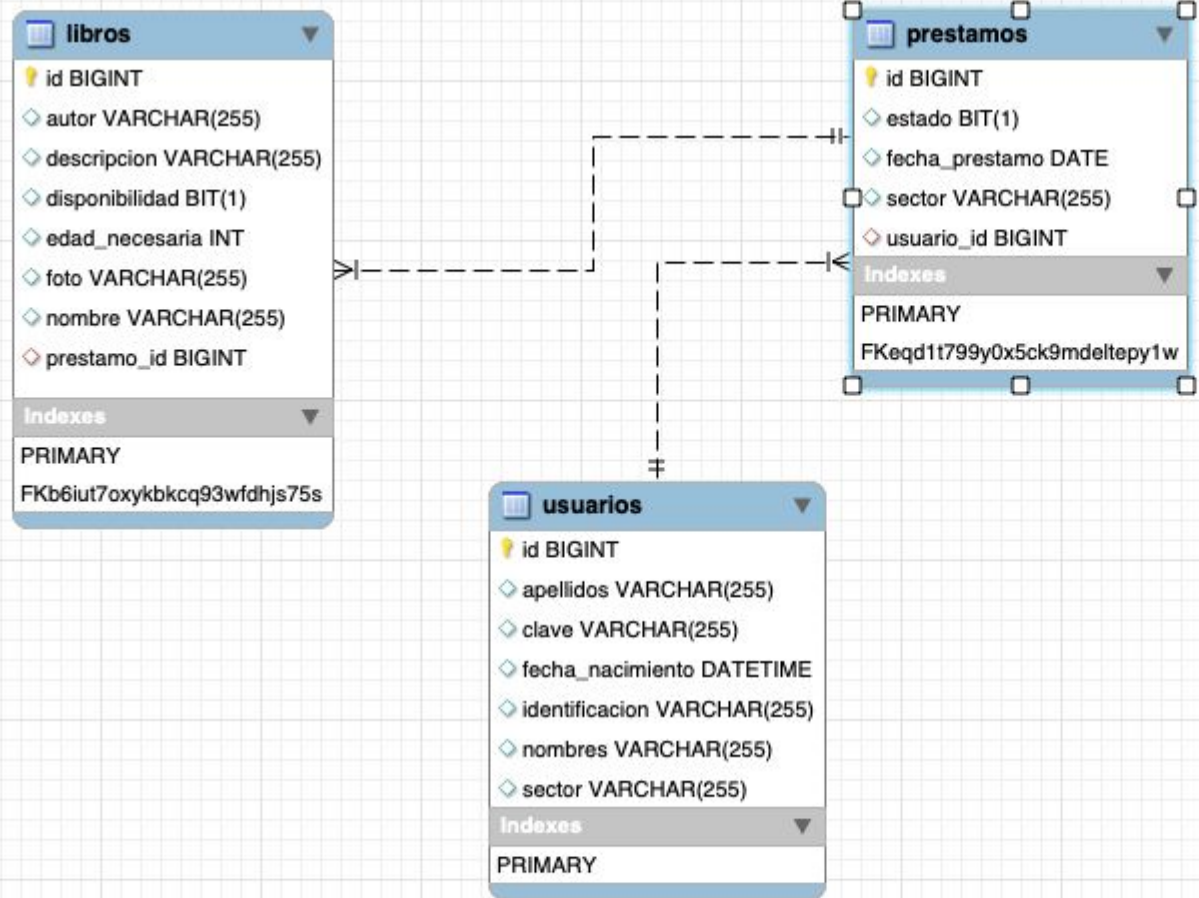 libros
id BIGINT
autor VARCHAR(255)
descripcion VARCHAR(255)
disponibilidad BIT(1)
edad_necesaria INT
foto VARCHAR(255)
nombre VARCHAR(255)
prestamo_id BIGINT
Indexes
PRIMARY
FKb6iut7oxykbkcq93wfdhjs75s
prestamos
id BIGINT
estado BIT(1)
fecha_prestamo DATE
sector VARCHAR(255)
usuario_id BIGINT
Indexes
PRIMARY
FKeqd1t799y0x5ck9mdeltepy1w
usuarios
id BIGINT
apellidos VARCHAR(255)
clave VARCHAR(255)
fecha_nacimiento DATETIME
identificacion VARCHAR(255)
nombres VARCHAR(255)
sector VARCHAR(255)
Indexes
PRIMARY